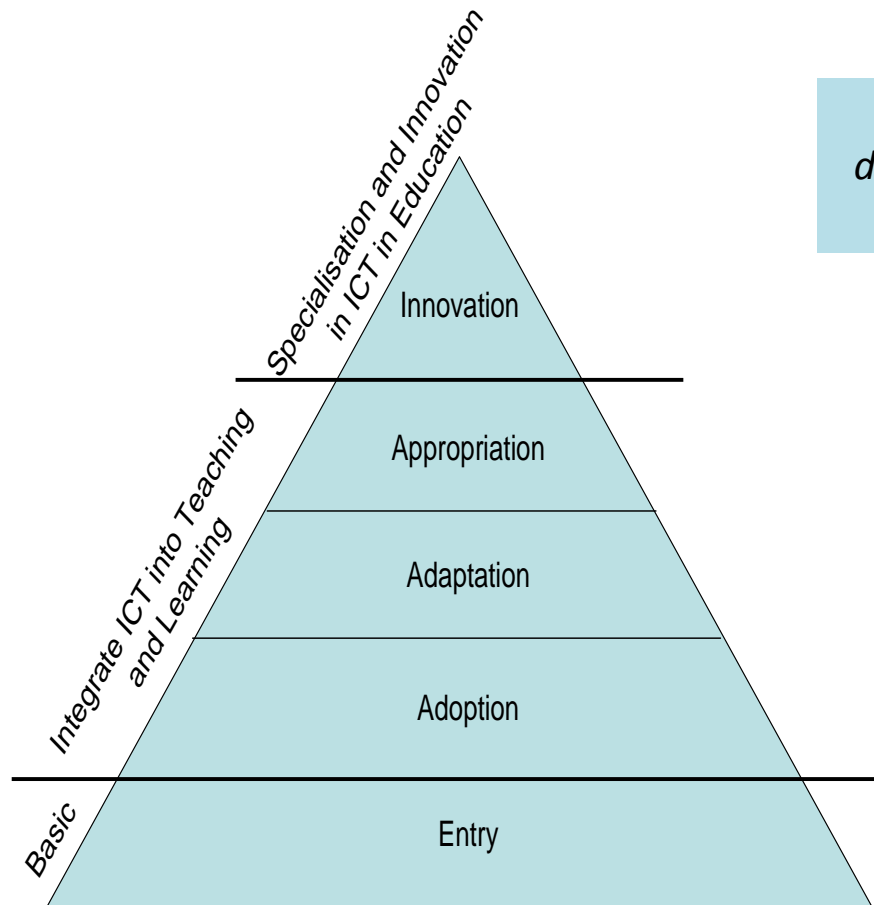 Specialisation and Innovation
in ICT in Education
Innovation
Integrate ICT into Teaching
and Learning
Appropriation
Adaptation
Adoption
Basic
Entry